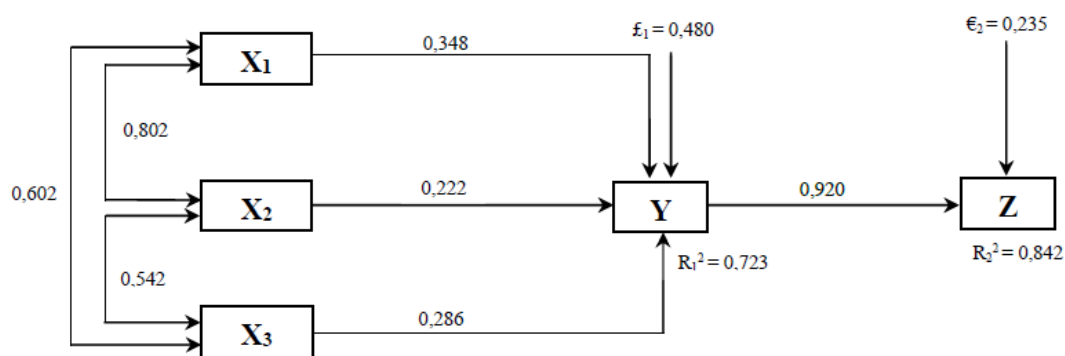 £₁ = 0,480
€₂ = 0,235
0,348
X₁
0,802
0,602
0,222
0,920
X₂
Y
Z
R₁² = 0,723
R₂² = 0,842
0,542
0,286
X₃